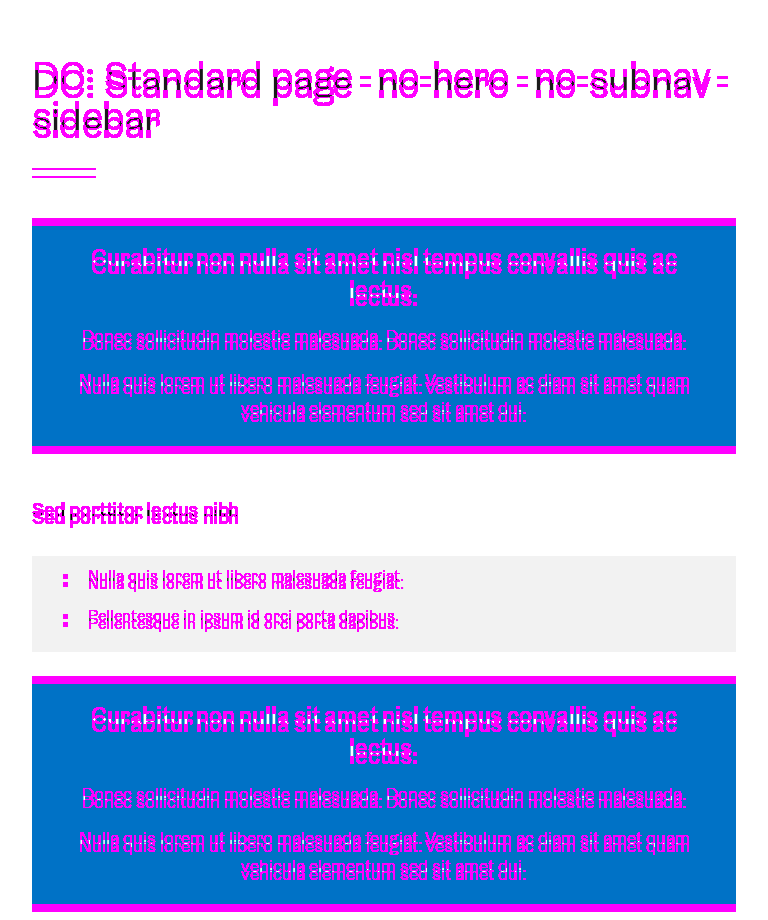 DO: Standard page - no-hero - no-subnav -
sidebar
Curabitur non nulla sit amet nisl tempus convallis quis ac
lectus.
Donec sollicitudin molestie malesuada. Donec sollicitudin molestie malesuada.
Nulla quis lorem ut libero malesuada feugiat. Vestibulum ac diam sit amet quam
vehicula elementum sed sit amet dui.
Sed porttitor lectus nibh
Nulla quis lorem ut libero malesuada feugiat.
Pellentesque in ipsum id orci porta dapibus.
Curabitur non nulla sit amet nisl tempus convallis quis ac
lectus.
Donec sollicitudin molestie malesuada. Donec sollicitudin molestie malesuada.
Nulla quis lorem ut libero malesuada feugiat. Vestibulum ac diam sit amet quam
vehicula elementum sed sit amet dui.